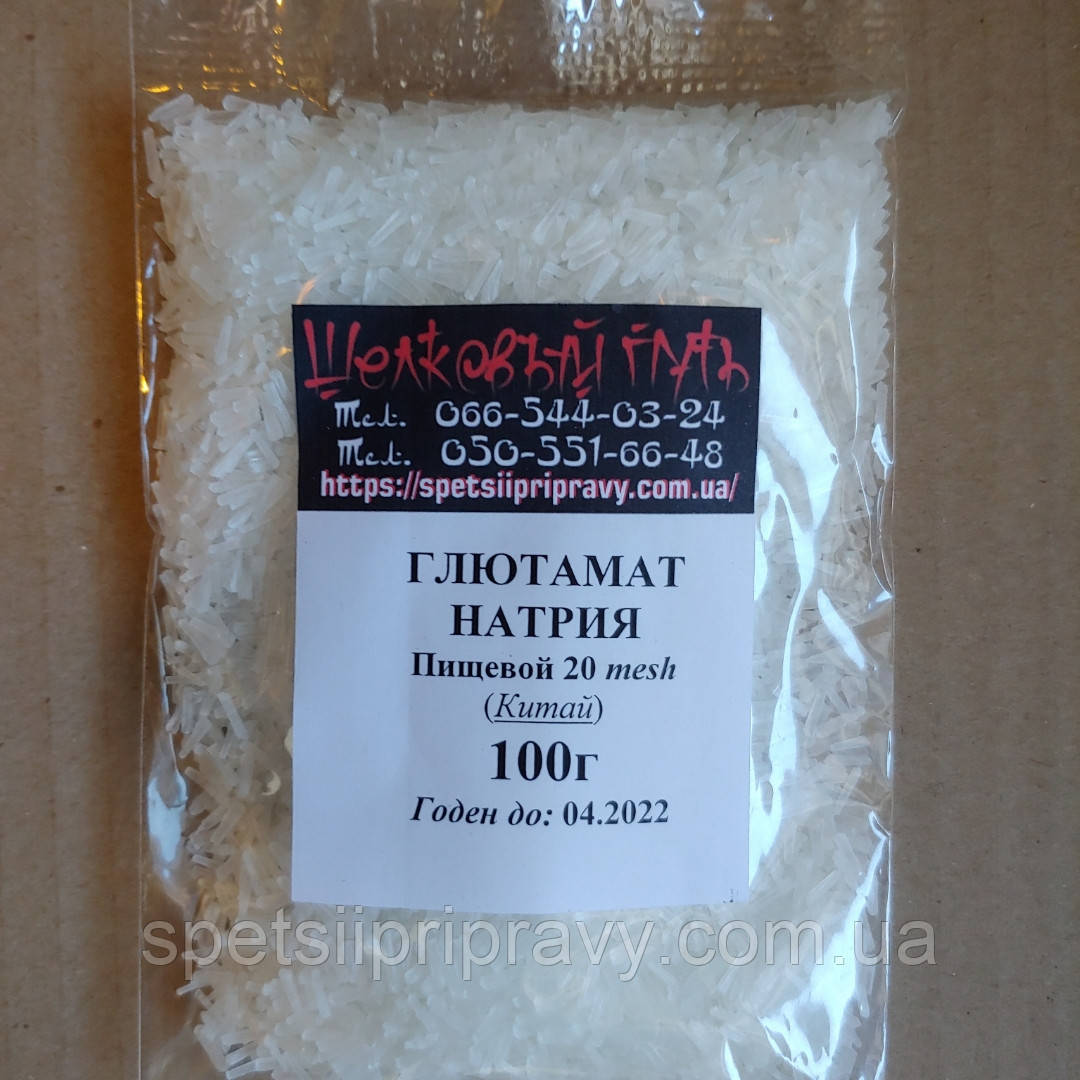 Шелковый путь
Тел. 066-544-03-24
Тел. 050-551-66-48
https://spetsiipripravy.com.ua/
ГЛЮТАМАТ
НАТРИЯ
Пищевой 20 mesh
(Китай)
100г
Годен до: 04.2022
spetsiipripravy.com.ua